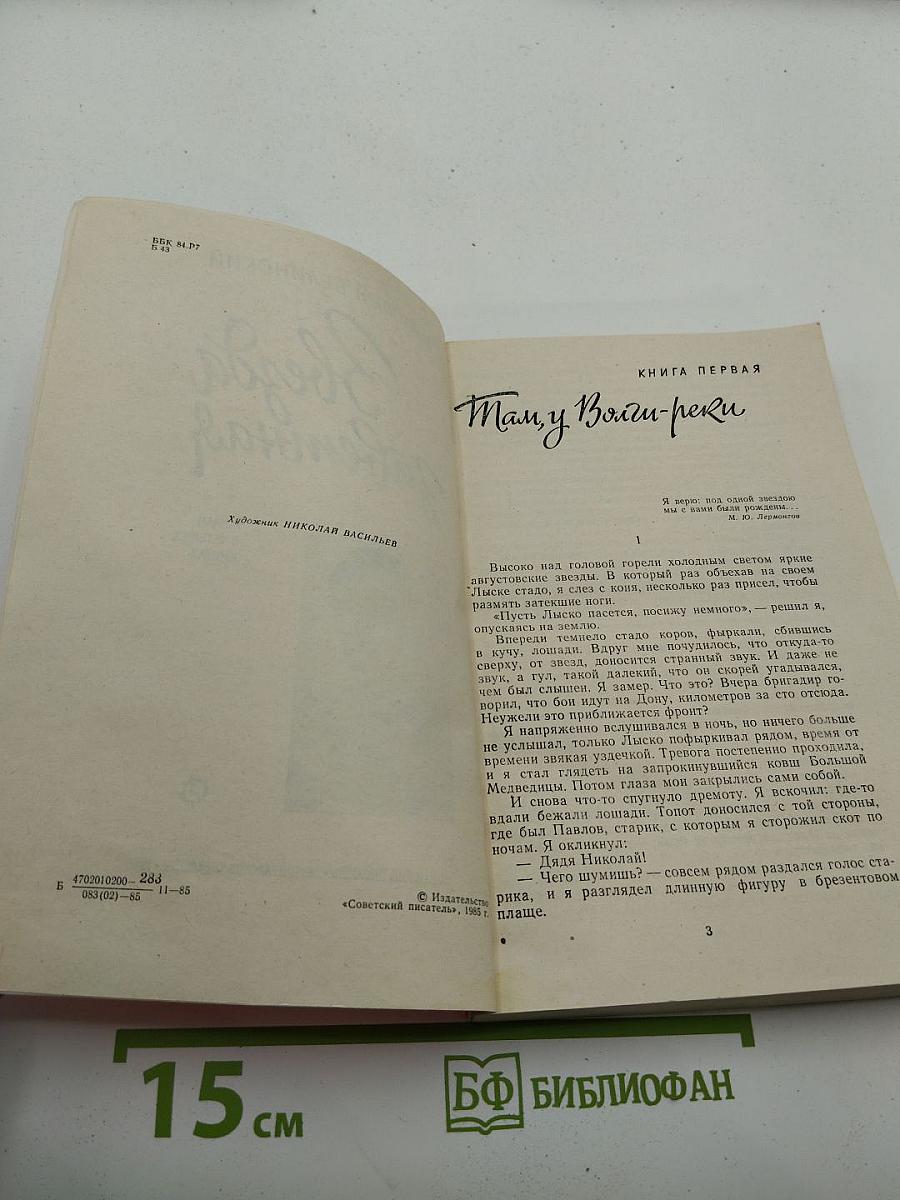 ББК 84.Р7
Б 43
Художник НИКОЛАЙ ВАСИЛЬЕВ
Б 4702010200—283 11—85
083(02)—85
© Издательство
«Советский писатель», 1985 г.
КНИГА ПЕРВАЯ
Там, у Волги-реки
Я верю: под одной звездою
мы с вами были рождены...
М. Ю. Лермонтов
1
Высоко над головой горели холодным светом яркие
августовские звезды. В который раз объехав на своем
Лыске стадо, я слез с коня, несколько раз присел, чтобы
размять затекшие ноги.
«Пусть Лыско пасется, посижу немного», — решил я,
опускаясь на землю.
Впереди темнело стадо коров, фыркали, сбившись
в кучу, лошади. Вдруг мне почудилось, что откуда-то
сверху, от звезд, доносится странный звук. И даже не
звук, а гул, такой далекий, что он скорей угадывался,
чем был слышен. Я замер. Что это? Вчера бригадир го-
ворил, что бои идут на Дону, километров за сто отсюда.
Неужели это приближается фронт?
Я напряженно вслушивался в ночь, но ничего больше
не услышал, только Лыско пофыркивал рядом, время от
времени звякая уздечкой. Тревога постепенно проходила,
и я стал глядеть на запрокинувшийся ковш Большой
Медведицы. Потом глаза мои закрылись сами собой.
И снова что-то спугнуло дремоту. Я вскочил: где-то
вдали бежали лошади. Топот доносился с той стороны,
где был Павлов, старик, с которым я сторожил скот по
ночам. Я окликнул:
— Дядя Николай!
— Чего шумишь? — совсем рядом раздался голос ста-
рика, и я разглядел длинную фигуру в брезентовом
плаще.
3
15 см
БФ БИБЛИОФАН